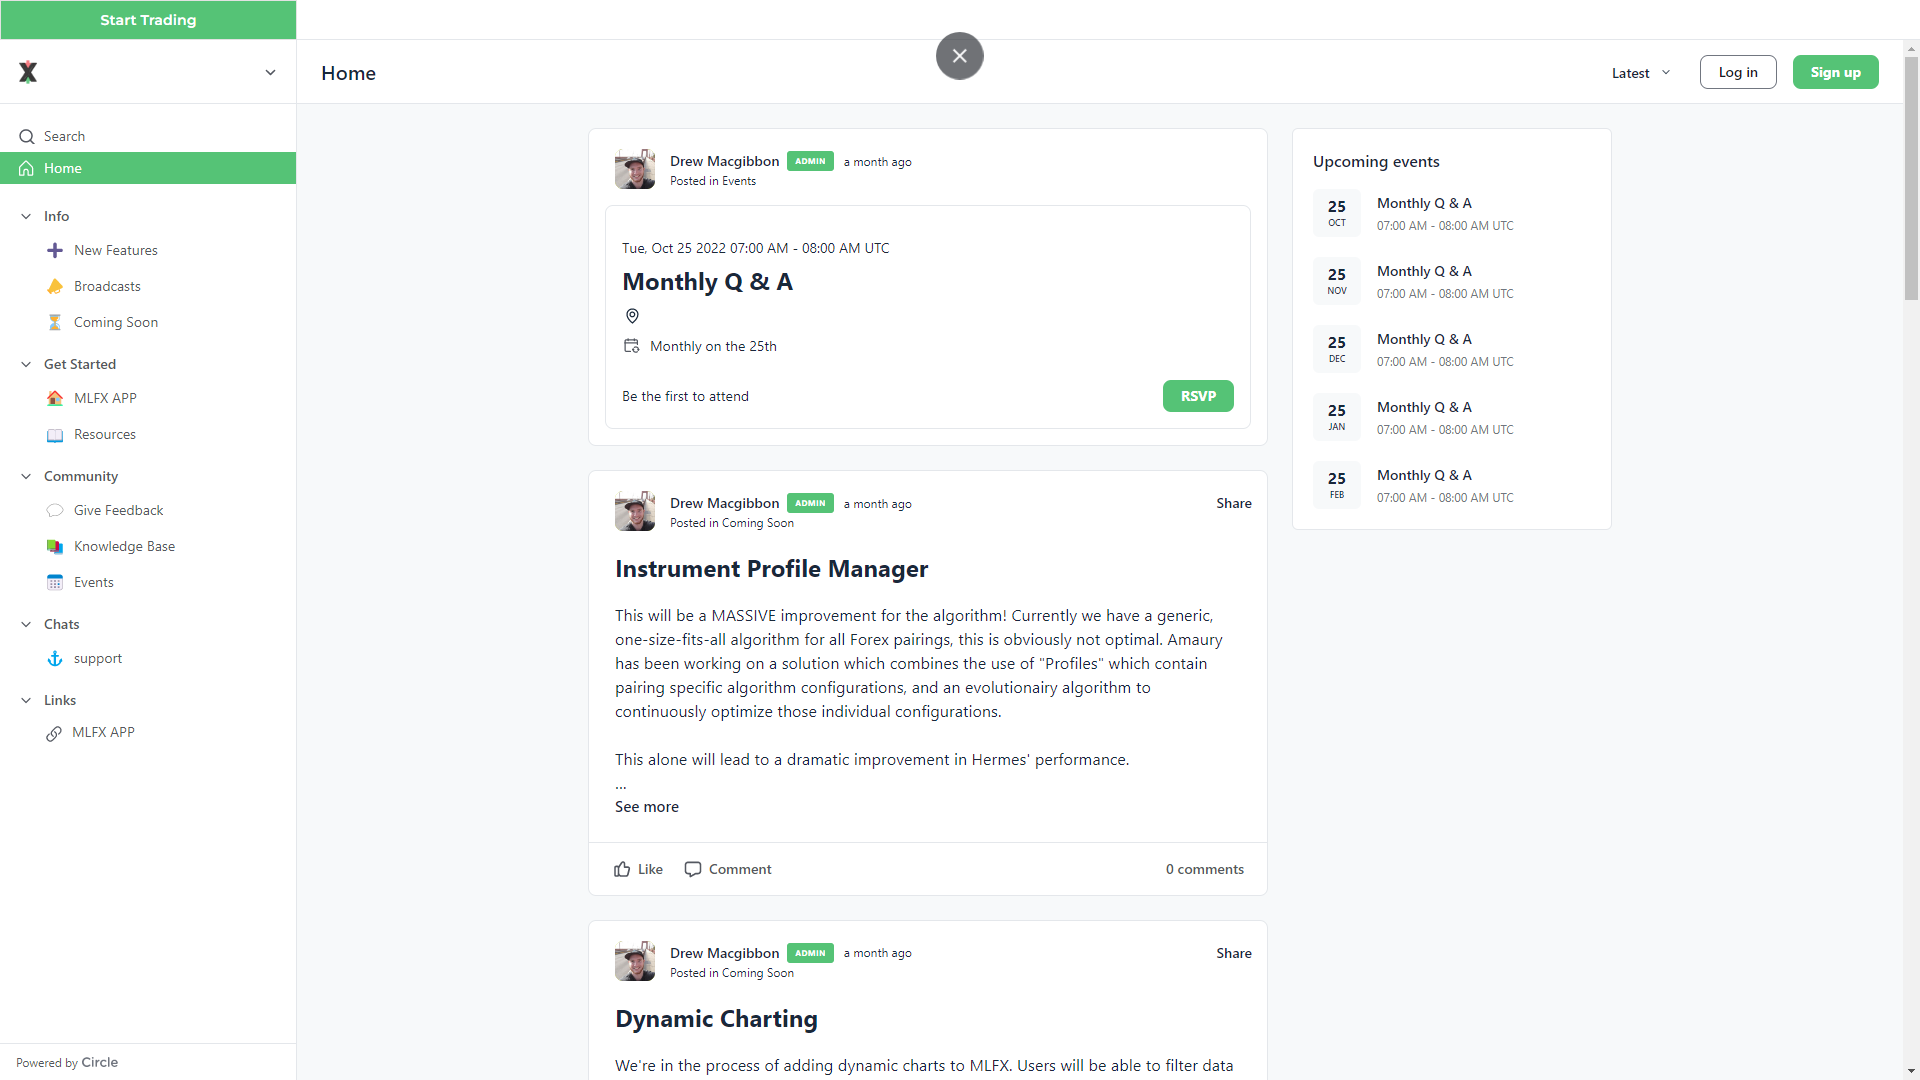 Start Trading
Home
Latest
Log in
Sign up
Search
Home
Info
New Features
Broadcasts
Coming Soon
Get Started
MLFX APP
Resources
Community
Give Feedback
Knowledge Base
Events
Chats
support
Links
MLFX APP
Powered by Circle
Drew Macgibbon ADMIN a month ago
Posted in Events
Tue, Oct 25 2022 07:00 AM - 08:00 AM UTC
Monthly Q & A
Monthly on the 25th
Be the first to attend
RSVP
Drew Macgibbon ADMIN a month ago Share
Posted in Coming Soon
Instrument Profile Manager
This will be a MASSIVE improvement for the algorithm! Currently we have a generic,
one-size-fits-all algorithm for all Forex pairings, this is obviously not optimal. Amaury
has been working on a solution which combines the use of "Profiles" which contain
pairing specific algorithm configurations, and an evolutionairy algorithm to
continuously optimize those individual configurations.
This alone will lead to a dramatic improvement in Hermes' performance.
...
See more
Like Comment 0 comments
Drew Macgibbon ADMIN a month ago Share
Posted in Coming Soon
Dynamic Charting
We're in the process of adding dynamic charts to MLFX. Users will be able to filter data
Upcoming events
25 OCT
Monthly Q & A
07:00 AM - 08:00 AM UTC
25 NOV
Monthly Q & A
07:00 AM - 08:00 AM UTC
25 DEC
Monthly Q & A
07:00 AM - 08:00 AM UTC
25 JAN
Monthly Q & A
07:00 AM - 08:00 AM UTC
25 FEB
Monthly Q & A
07:00 AM - 08:00 AM UTC